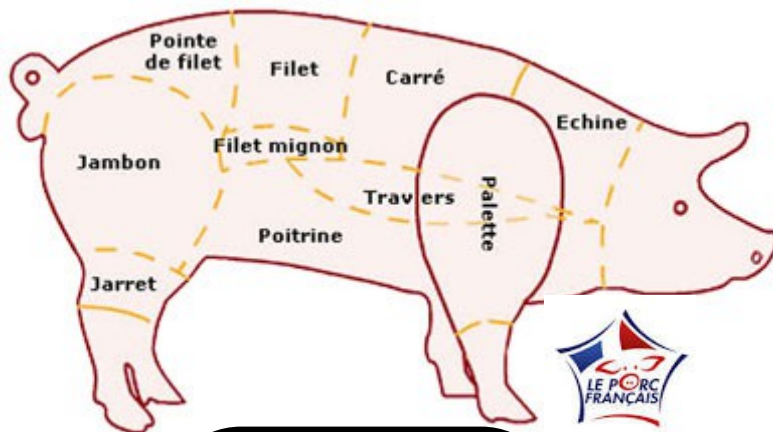 Pointe
de filet
Filet
Carré
Echine
Filet mignon
Jambon
Travers
Palette
Poitrine
Jarret
LE PORC
FRANÇAIS